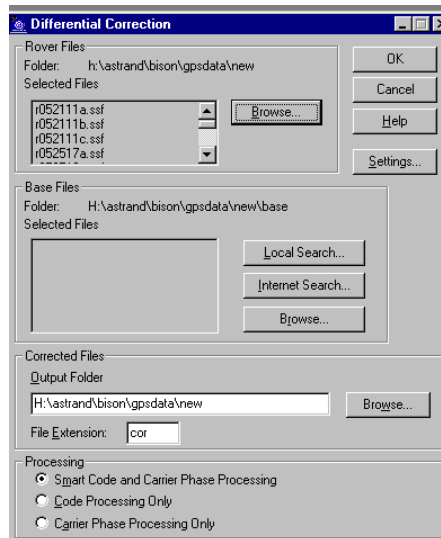 Differential Correction
Rover Files
Folder: h:\astrand\bison\gpsdata\new
Selected Files
r052111a.ssf
r052111b.ssf
r052111c.ssf
r052517a.ssf
Browse...
OK
Cancel
Help
Settings...
Base Files
Folder: H:\astrand\bison\gpsdata\new\base
Selected Files
Local Search...
Internet Search...
Browse...
Corrected Files
Output Folder
H:\astrand\bison\gpsdata\new
Browse...
File Extension: cor
Processing
Smart Code and Carrier Phase Processing
Code Processing Only
Carrier Phase Processing Only